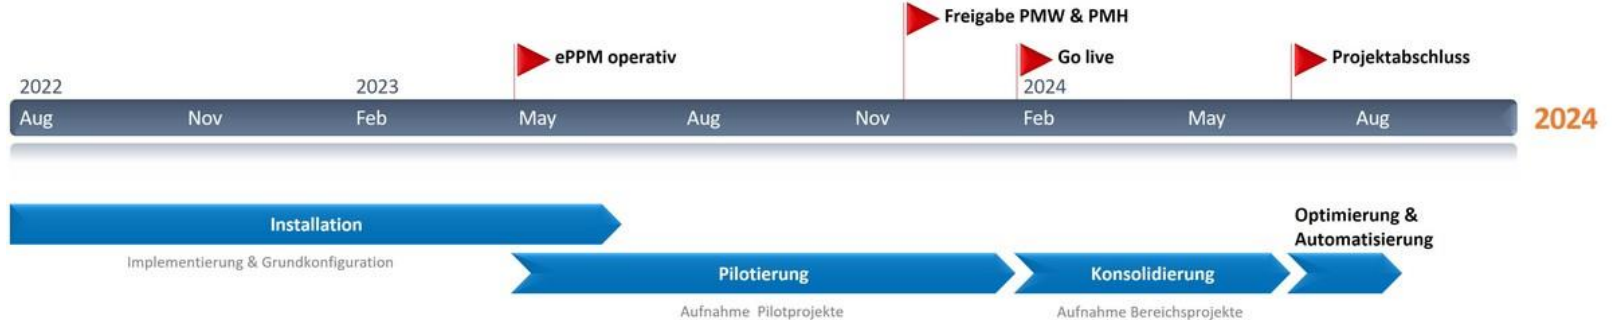 Freigabe PMW & PMH
ePPM operativ
Go live
Projektabschluss
2022
2023
2024
Aug
Nov
Feb
May
Aug
Nov
Feb
May
Aug
2024
Installation
Implementierung & Grundkonfiguration
Optimierung &
Automatisierung
Pilotierung
Konsolidierung
Aufnahme Pilotprojekte
Aufnahme Bereichsprojekte